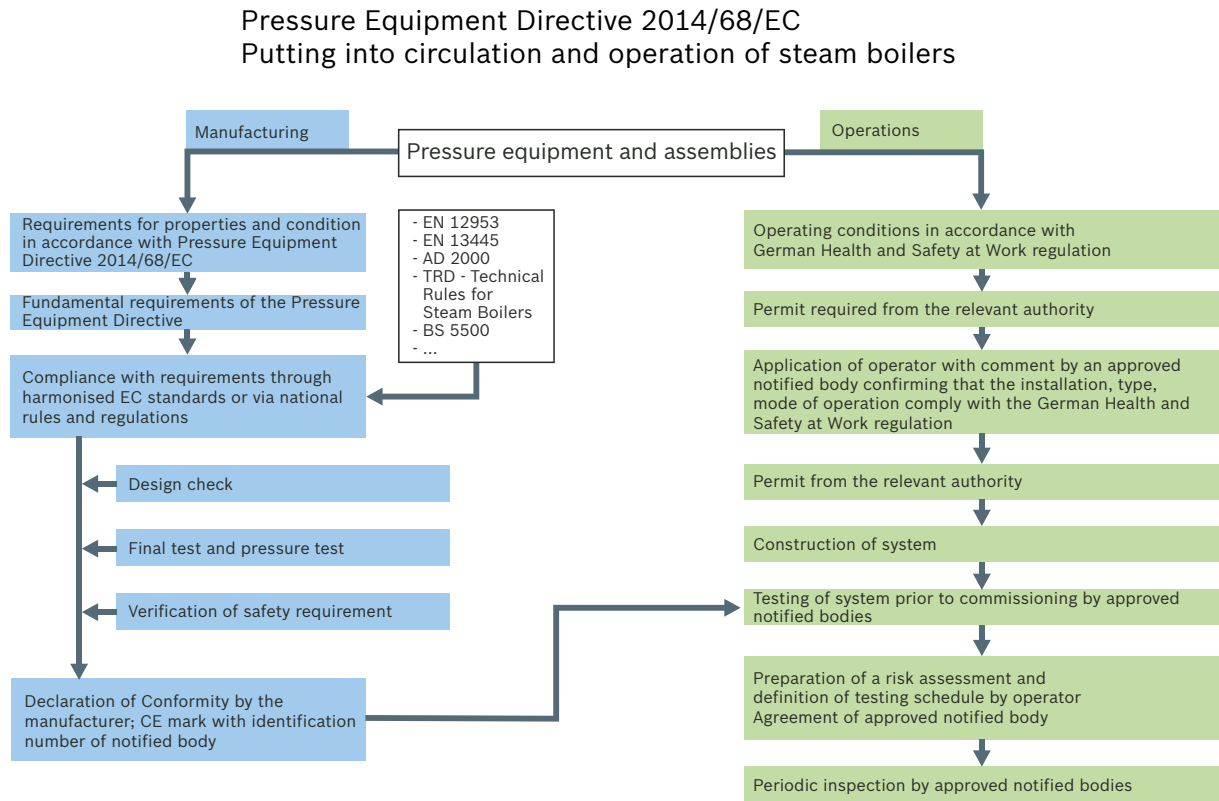 Pressure Equipment Directive 2014/68/EC
Putting into circulation and operation of steam boilers
Manufacturing
Pressure equipment and assemblies
Operations
Requirements for properties and condition
in accordance with Pressure Equipment
Directive 2014/68/EC
Fundamental requirements of the Pressure
Equipment Directive
Compliance with requirements through
harmonised EC standards or via national
rules and regulations
- EN 12953
- EN 13445
- AD 2000
- TRD - Technical
Rules for
Steam Boilers
- BS 5500
- ...
Design check
Final test and pressure test
Verification of safety requirement
Declaration of Conformity by the
manufacturer; CE mark with identification
number of notified body
Operating conditions in accordance with
German Health and Safety at Work regulation
Permit required from the relevant authority
Application of operator with comment by an approved
notified body confirming that the installation, type,
mode of operation comply with the German Health and
Safety at Work regulation
Permit from the relevant authority
Construction of system
Testing of system prior to commissioning by approved
notified bodies
Preparation of a risk assessment and
definition of testing schedule by operator
Agreement of approved notified body
Periodic inspection by approved notified bodies